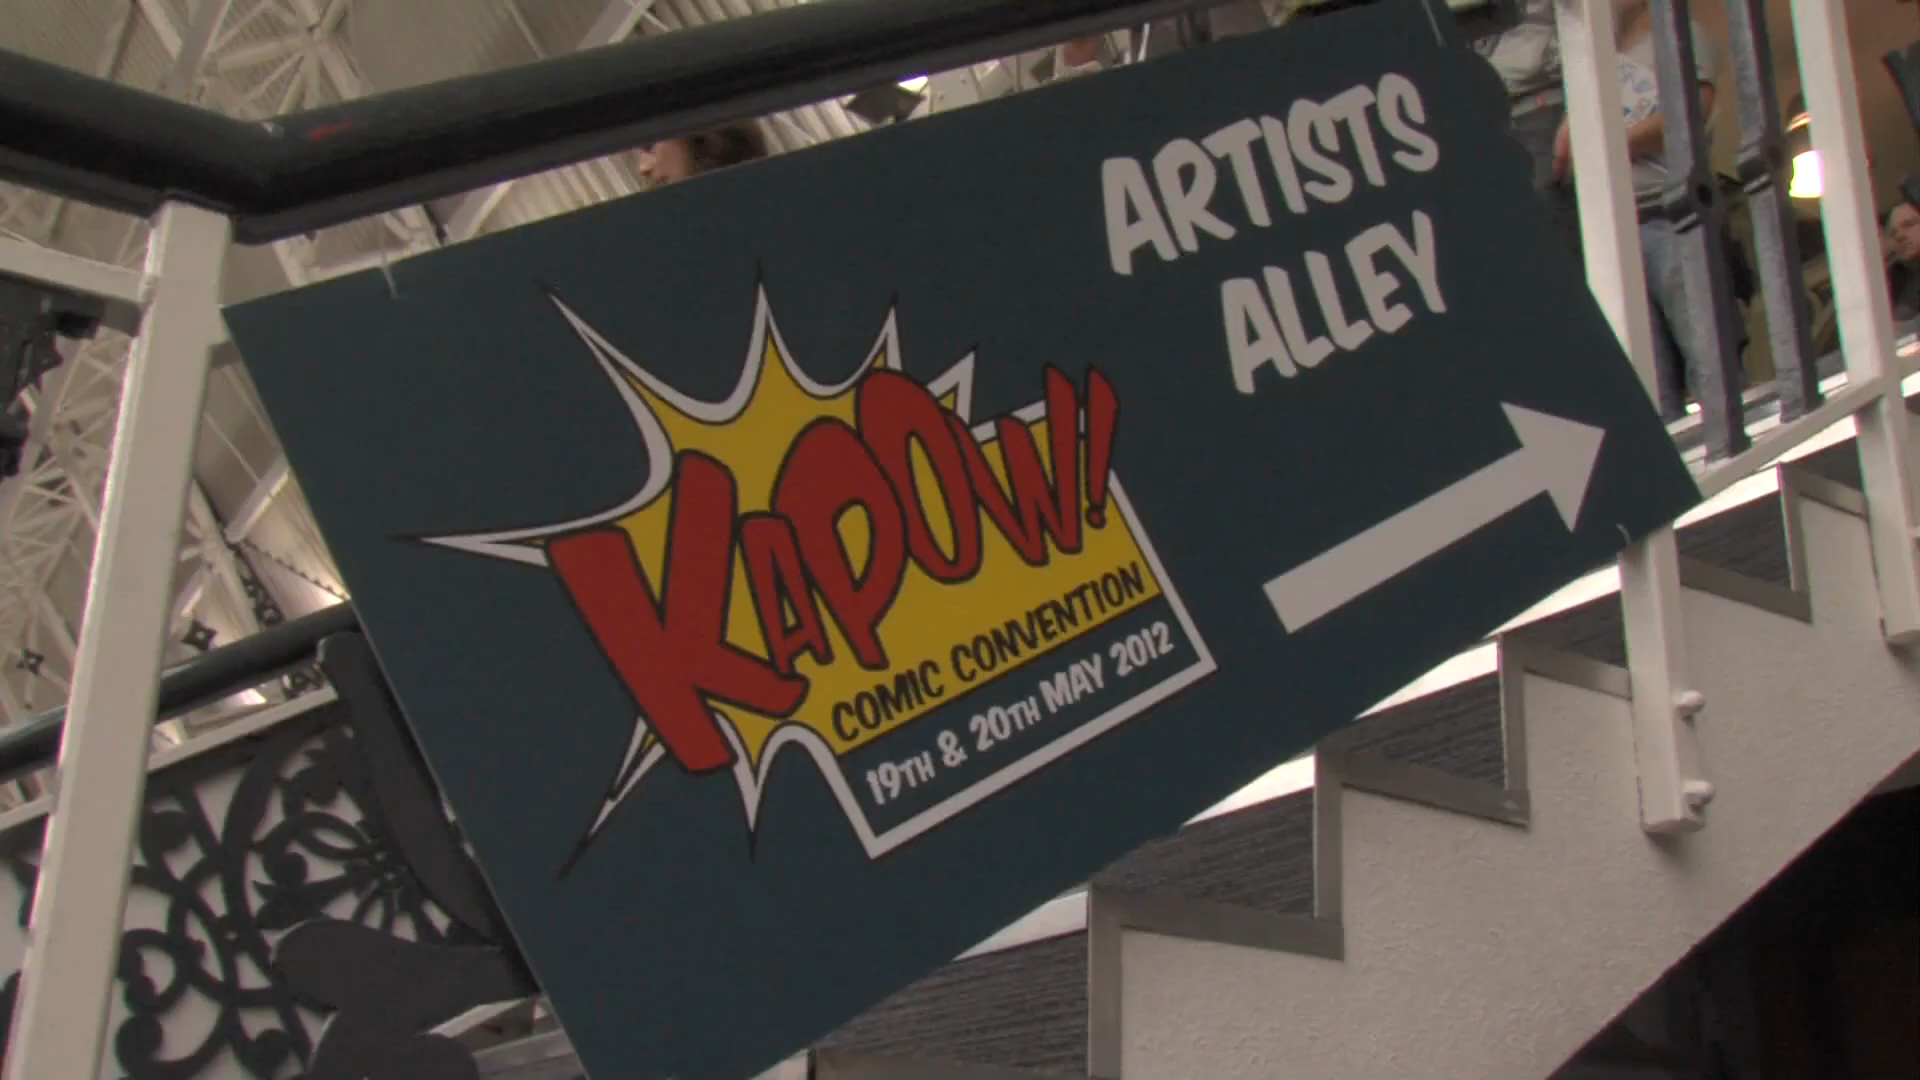 ARTISTS
ALLEY
KAPOW!
COMIC CONVENTION
19TH & 20TH MAY 2012